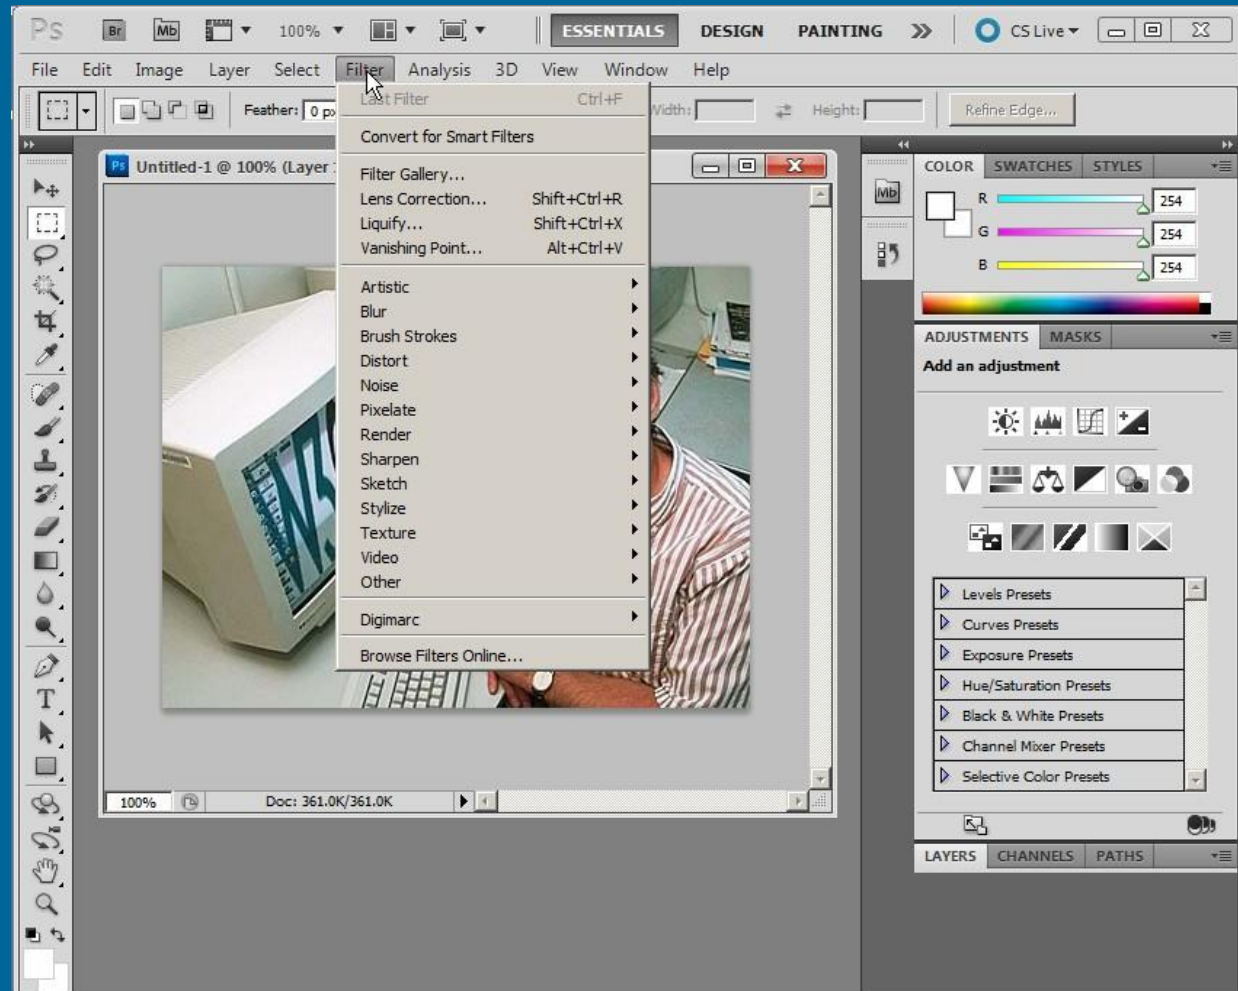 Ps Br Mb 100% ESSENTIALS DESIGN PAINTING CS Live
File Edit Image Layer Select Filter Analysis 3D View Window Help
Feather: 0 px Width: Height: Refine Edge...
Last Filter Ctrl+F
Convert for Smart Filters
Filter Gallery...
Lens Correction... Shift+Ctrl+R
Liquify... Shift+Ctrl+X
Vanishing Point... Alt+Ctrl+V
Artistic
Blur
Brush Strokes
Distort
Noise
Pixelate
Render
Sharpen
Sketch
Stylize
Texture
Video
Other
Digimarc
Browse Filters Online...
Ps Untitled-1 @ 100% (Layer
100% Doc: 361.0K/361.0K
Mb
COLOR SWATCHES STYLES
R 254
G 254
B 254
ADJUSTMENTS MASKS
Add an adjustment
Levels Presets
Curves Presets
Exposure Presets
Hue/Saturation Presets
Black & White Presets
Channel Mixer Presets
Selective Color Presets
LAYERS CHANNELS PATHS